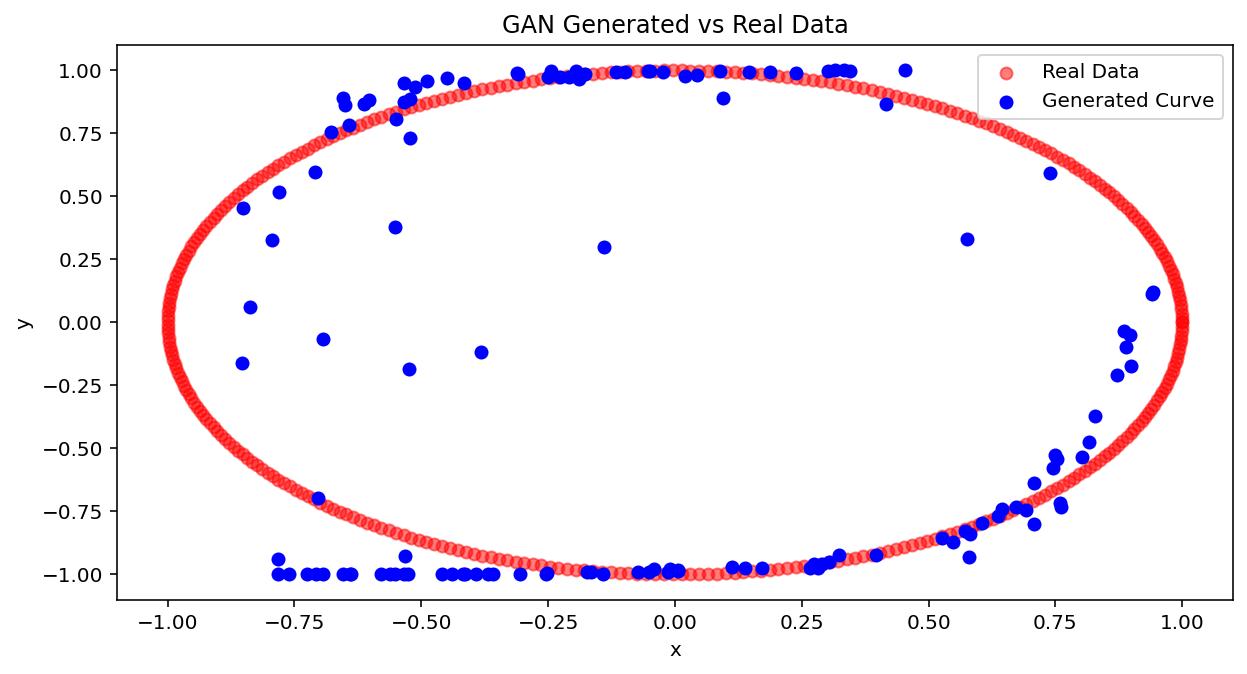 GAN Generated vs Real Data
Real Data
Generated Curve
1.00
0.75
0.50
0.25
0.00
−0.25
−0.50
−0.75
−1.00
y
−1.00 −0.75 −0.50 −0.25 0.00 0.25 0.50 0.75 1.00
x